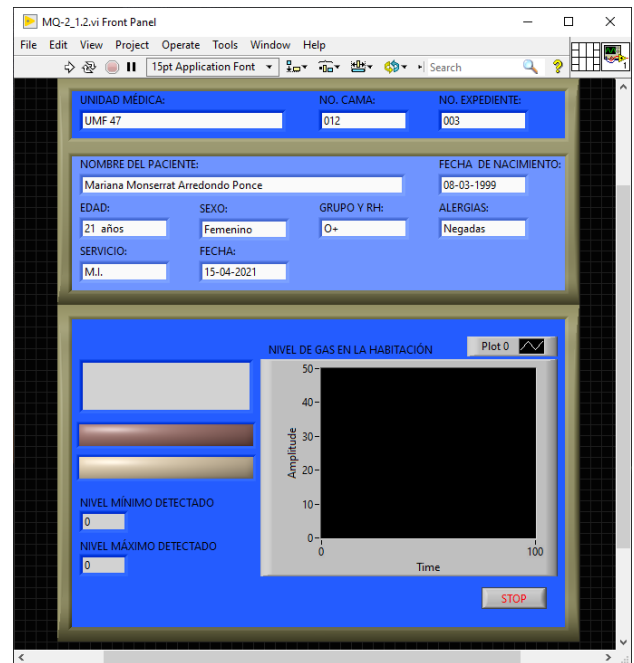 MQ-2_1.2.vi Front Panel
File Edit View Project Operate Tools Window Help
15pt Application Font Search
1
UNIDAD MÉDICA: NO. CAMA: NO. EXPEDIENTE:
UMF 47 012 003
NOMBRE DEL PACIENTE: FECHA DE NACIMIENTO:
Mariana Monserrat Arredondo Ponce 08-03-1999
EDAD: SEXO: GRUPO Y RH: ALERGIAS:
21 años Femenino O+ Negadas
SERVICIO: FECHA:
M.I. 15-04-2021
NIVEL DE GAS EN LA HABITACIÓN Plot 0
50
40
30
20
10
0
Amplitude
0 100
Time
NIVEL MÍNIMO DETECTADO
0
NIVEL MÁXIMO DETECTADO
0
STOP